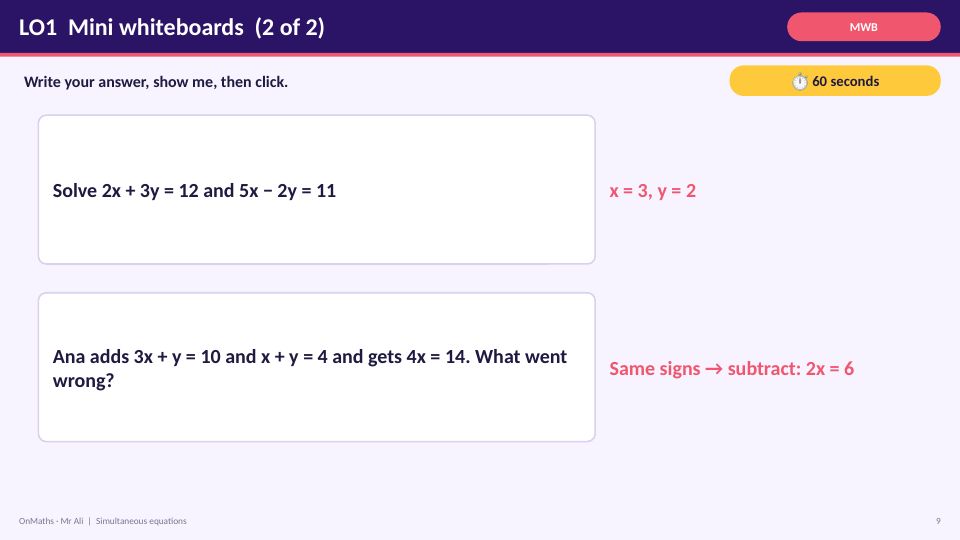 LO1  Mini whiteboards  (2 of 2)
MWB
Write your answer, show me, then click.
⏱ 60 seconds
Solve 2x + 3y = 12 and 5x − 2y = 11
x = 3, y = 2
Ana adds 3x + y = 10 and x + y = 4 and gets 4x = 14. What went
wrong?
Same signs → subtract: 2x = 6
OnMaths · Mr Ali  |  Simultaneous equations
9